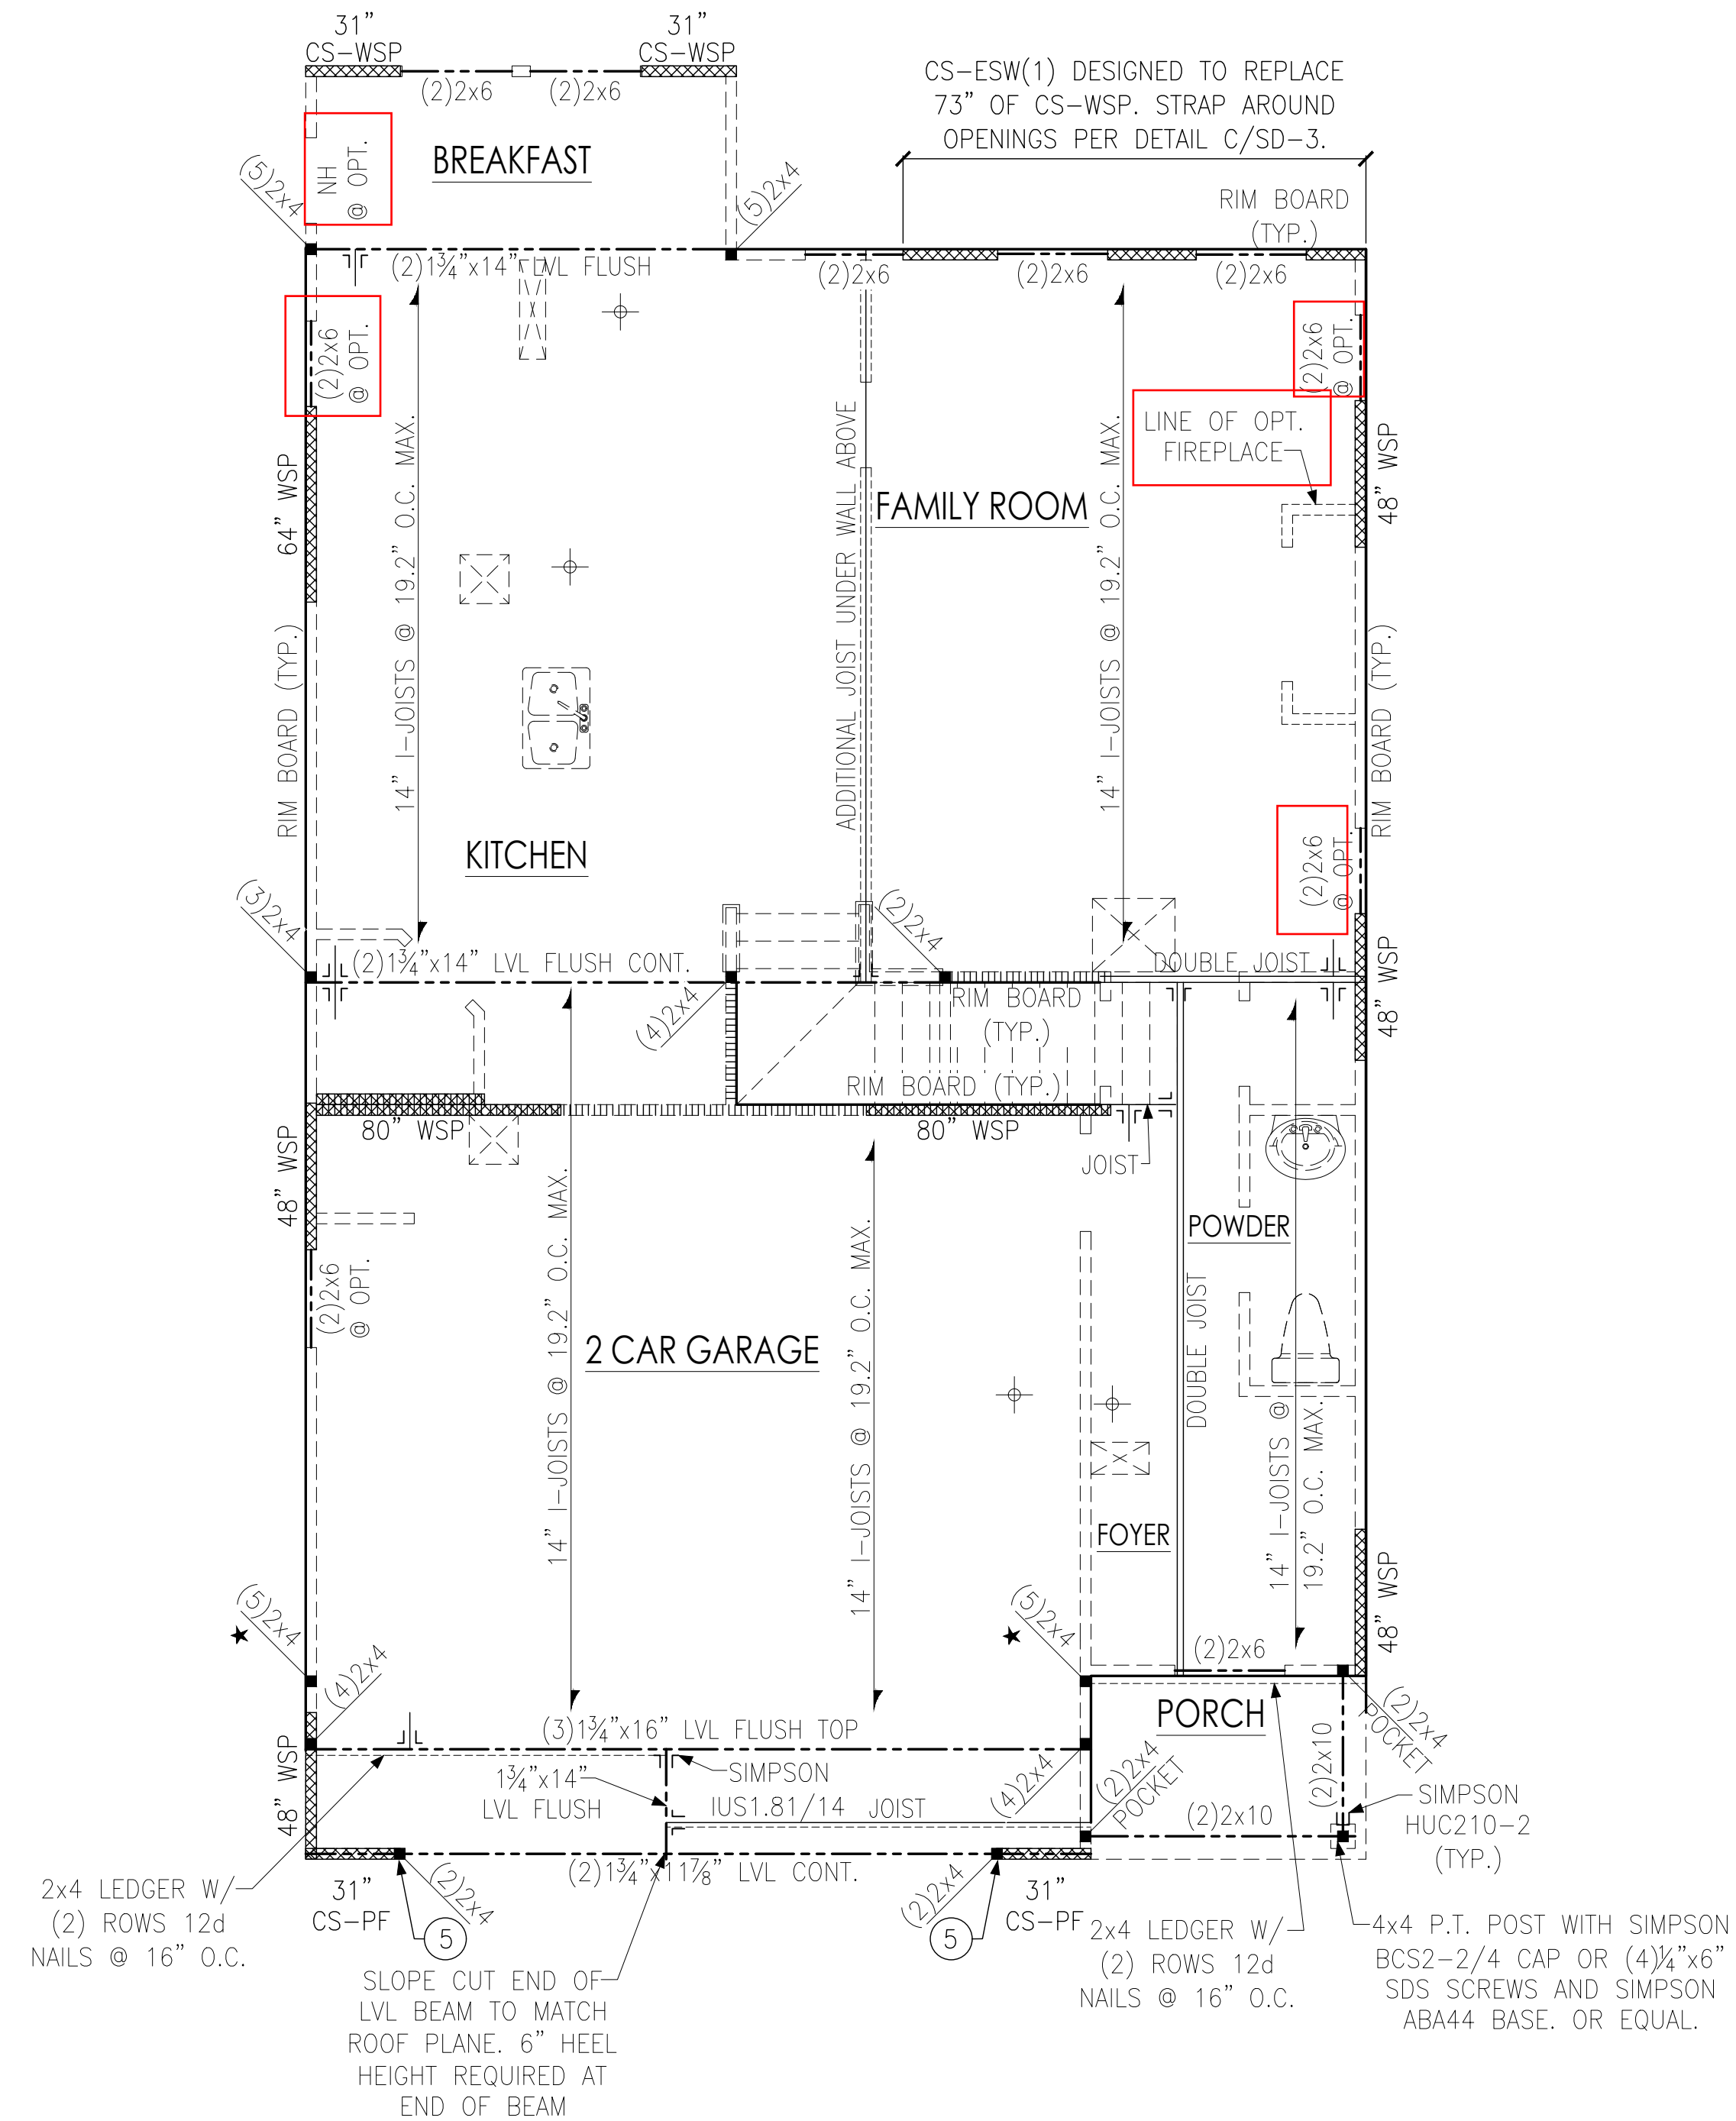 31"
CS-WSP
31"
CS-WSP
(2)2x6
(2)2x6
CS-ESW(1) DESIGNED TO REPLACE
73" OF CS-WSP. STRAP AROUND
OPENINGS PER DETAIL C/SD-3.
NH
@ OPT.
BREAKFAST
(5)2x4
(5)2x4
RIM BOARD
(TYP.)
(2)1¾"x14" LVL FLUSH
(2)2x6
(2)2x6
(2)2x6
(2)2x6
@ OPT.
(2)2x6
@ OPT.
LINE OF OPT.
FIREPLACE
64" WSP
14" I-JOISTS @ 19.2" O.C. MAX.
ADDITIONAL JOIST UNDER WALL ABOVE
FAMILY ROOM
14" I-JOISTS @ 19.2" O.C. MAX.
48" WSP
RIM BOARD (TYP.)
RIM BOARD (TYP.)
KITCHEN
(2)2x6
@ OPT.
(3)2x4
(2)2x4
(2)1¾"x14" LVL FLUSH CONT.
DOUBLE JOIST
48" WSP
(4)2x4
RIM BOARD
(TYP.)
48" WSP
RIM BOARD (TYP.)
80" WSP
80" WSP
JOIST
48" WSP
(2)2x6
@ OPT.
14" I-JOISTS @ 19.2" O.C. MAX.
2 CAR GARAGE
14" I-JOISTS @ 19.2" O.C. MAX.
POWDER
DOUBLE JOIST
14" I-JOISTS @
19.2" O.C. MAX.
FOYER
48" WSP
(5)2x4
(4)2x4
(5)2x4
(2)2x6
PORCH
(2)2x4
POCKET
(3)1¾"x16" LVL FLUSH TOP
48" WSP
1¾"x14"
LVL FLUSH
SIMPSON
IUS1.81/14
JOIST
(4)2x4
(2)2x4
POCKET
(2)2x10
(2)2x10
SIMPSON
HUC210-2
(TYP.)
(2)1¾"x11⅞" LVL CONT.
2x4 LEDGER W/
(2) ROWS 12d
NAILS @ 16" O.C.
31"
CS-PF
(2)2x4
5
(2)2x4
5
31"
CS-PF
2x4 LEDGER W/
(2) ROWS 12d
NAILS @ 16" O.C.
4x4 P.T. POST WITH SIMPSON
BCS2-2/4 CAP OR (4)¼"x6"
SDS SCREWS AND SIMPSON
ABA44 BASE. OR EQUAL.
SLOPE CUT END OF
LVL BEAM TO MATCH
ROOF PLANE. 6" HEEL
HEIGHT REQUIRED AT
END OF BEAM